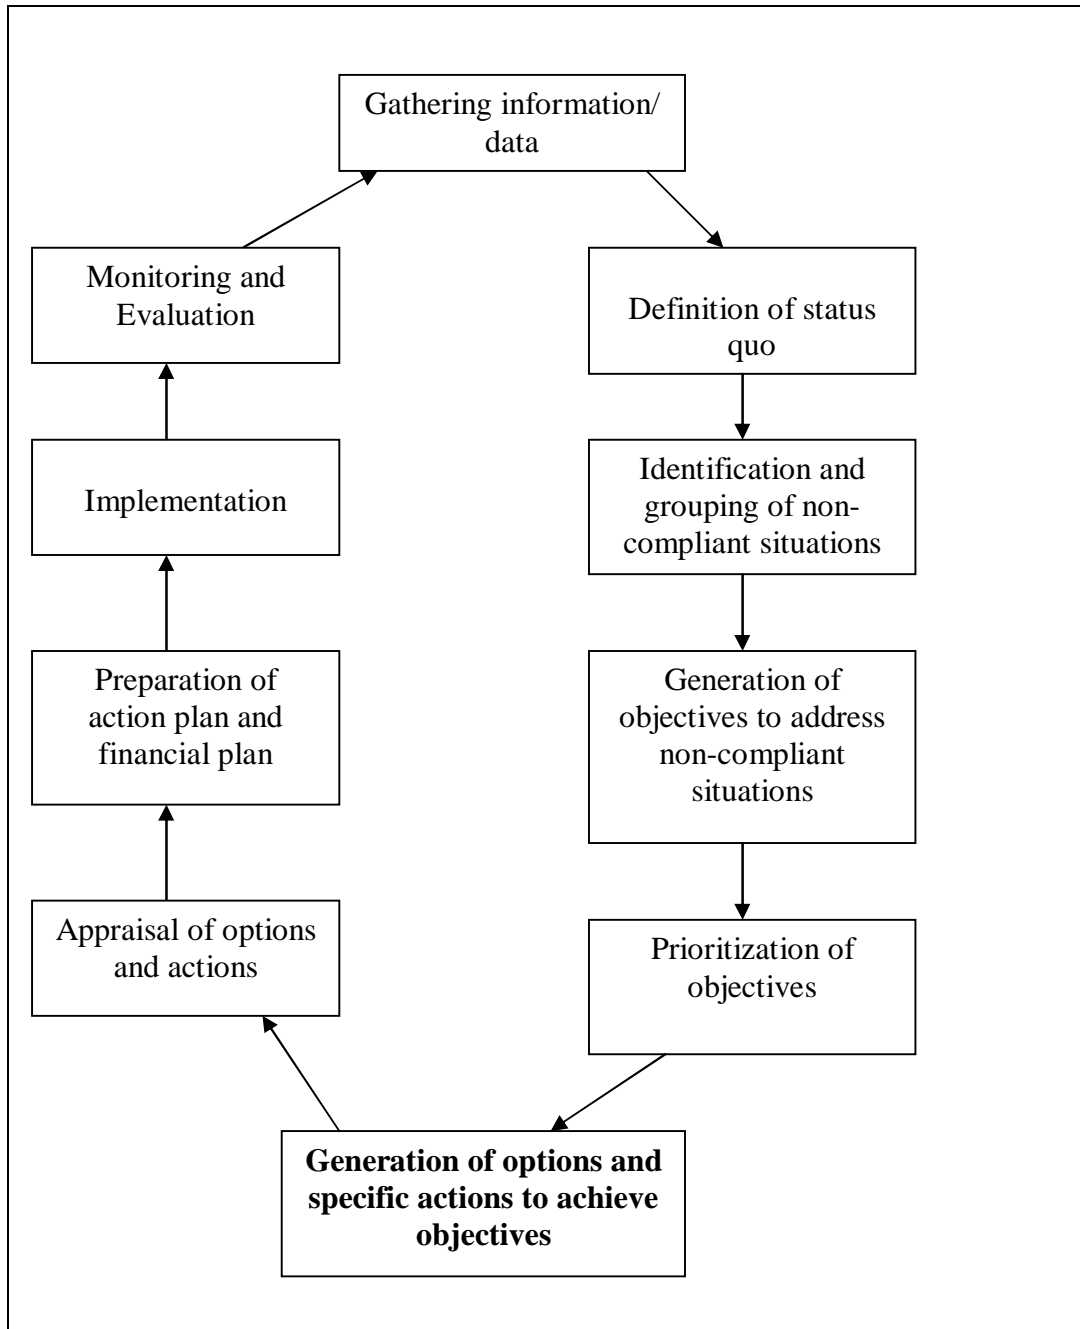 Gathering information/
data
Definition of status
quo
Identification and
grouping of non-
compliant situations
Generation of
objectives to address
non-compliant
situations
Prioritization of
objectives
Generation of options and
specific actions to achieve
objectives
Appraisal of options
and actions
Preparation of
action plan and
financial plan
Implementation
Monitoring and
Evaluation